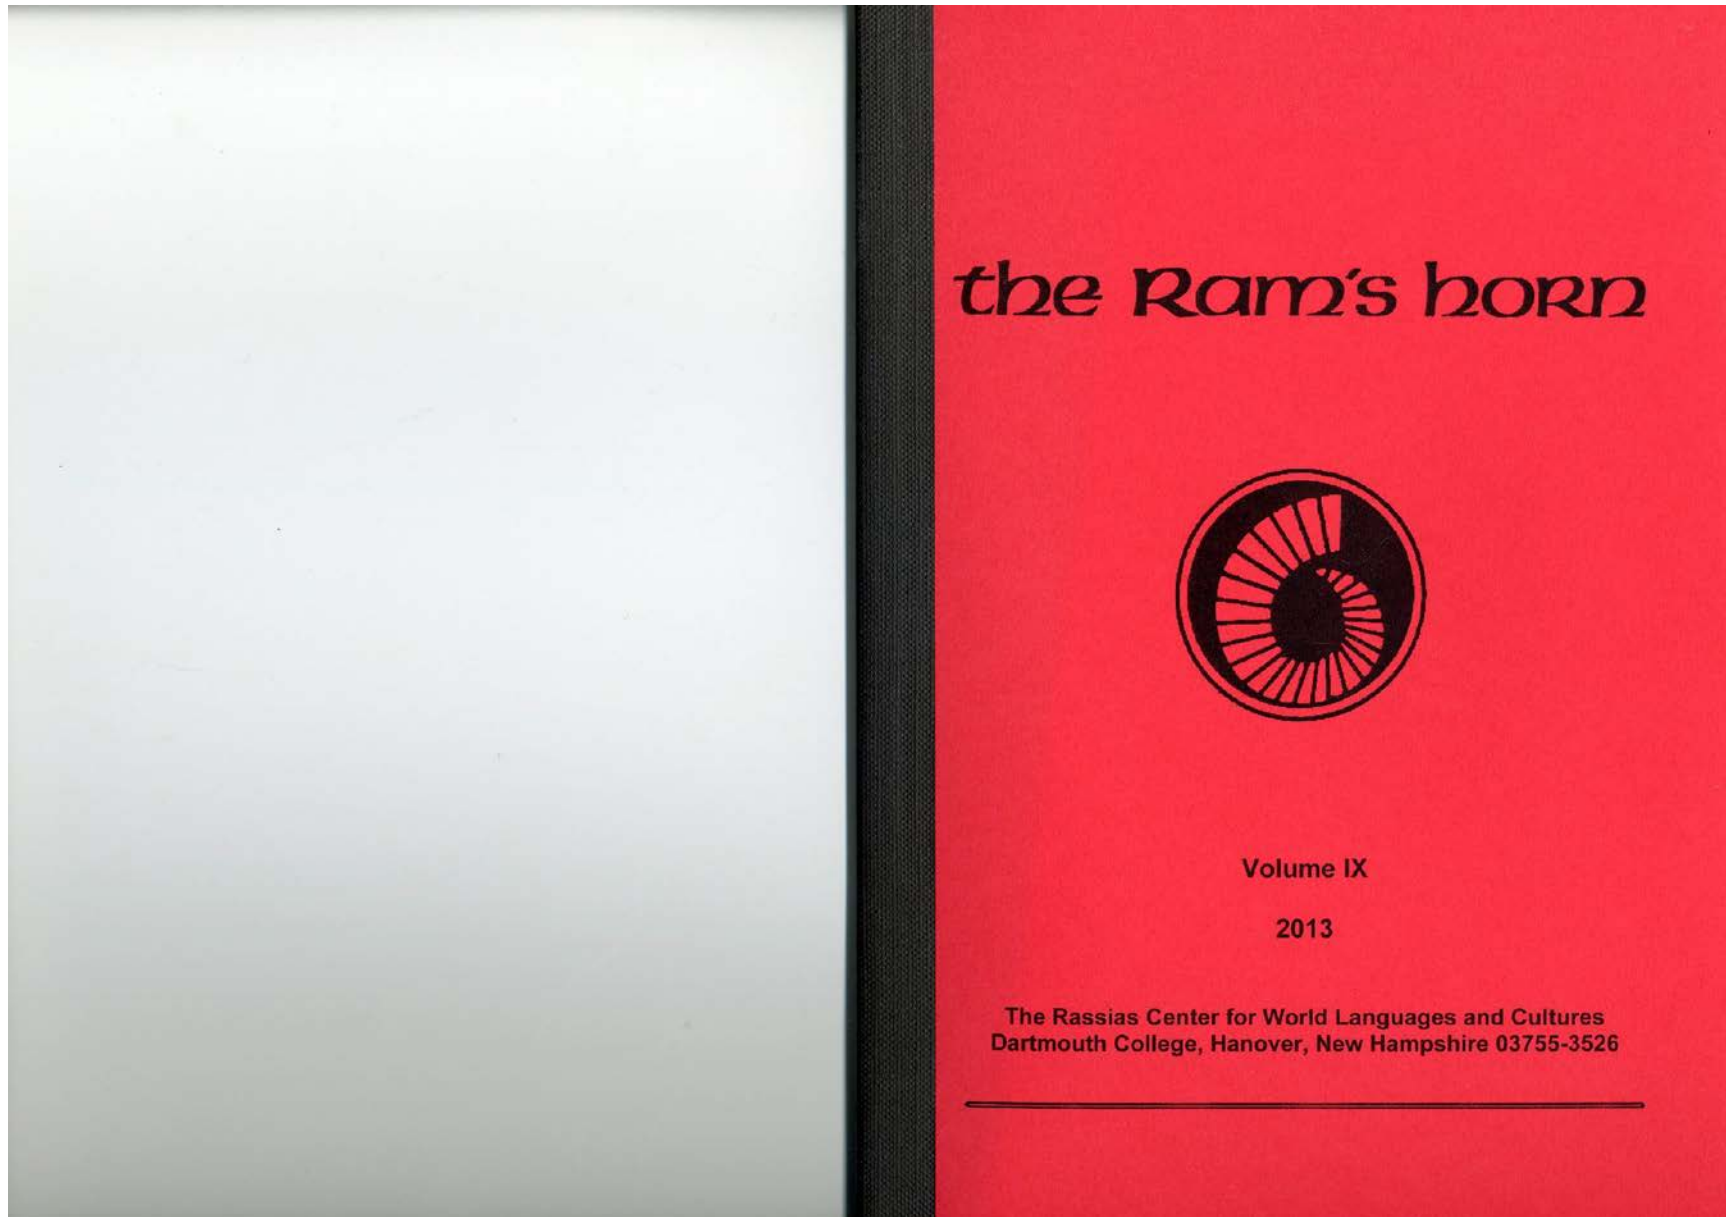 the Ram's horn
Volume IX
2013
The Rassias Center for World Languages and Cultures
Dartmouth College, Hanover, New Hampshire 03755-3526